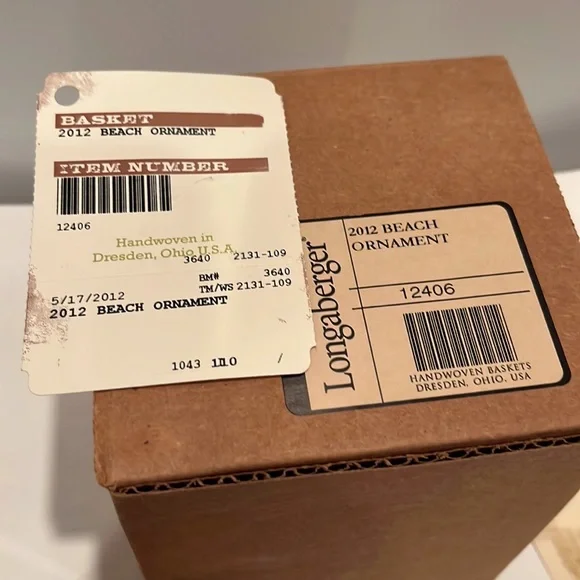 BASKET
2012 BEACH ORNAMENT
ITEM NUMBER
12406
Handwoven in
Dresden, Ohio U.S.A.
3640 2131-109
BM# 3640
5/17/2012 TM/WS 2131-109
2012 BEACH ORNAMENT
1043 /
Longaberger®
2012 BEACH
ORNAMENT
12406
HANDWOVEN BASKETS
DRESDEN, OHIO, USA